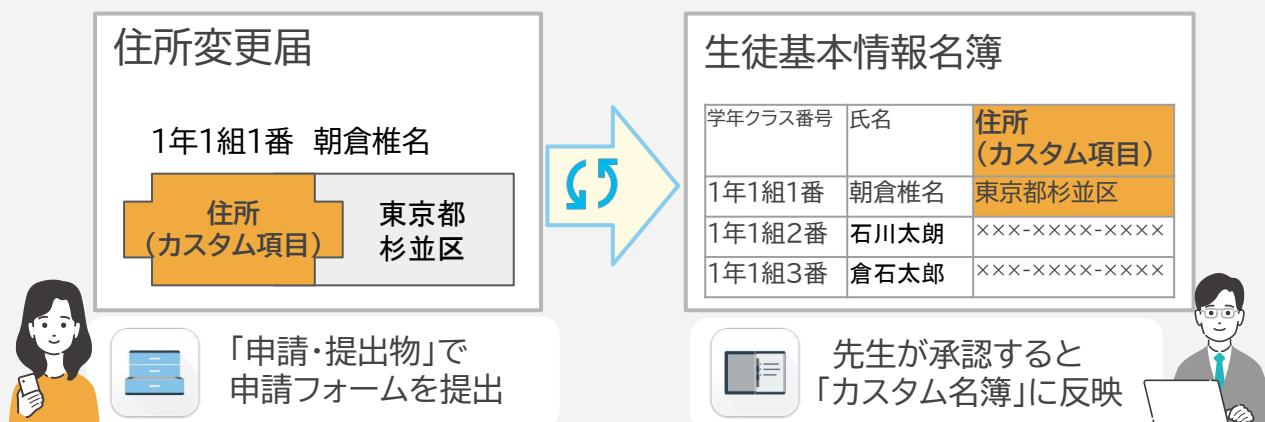 住所変更届
1年1組1番 朝倉椎名
住所
(カスタム項目)
東京都
杉並区
「申請・提出物」で
申請フォームを提出
生徒基本情報名簿
学年クラス番号 氏名 住所
(カスタム項目)
1年1組1番 朝倉椎名 東京都杉並区
1年1組2番 石川太朗 ×××-××××-××××
1年1組3番 倉石太郎 ×××-××××-××××
先生が承認すると
「カスタム名簿」に反映